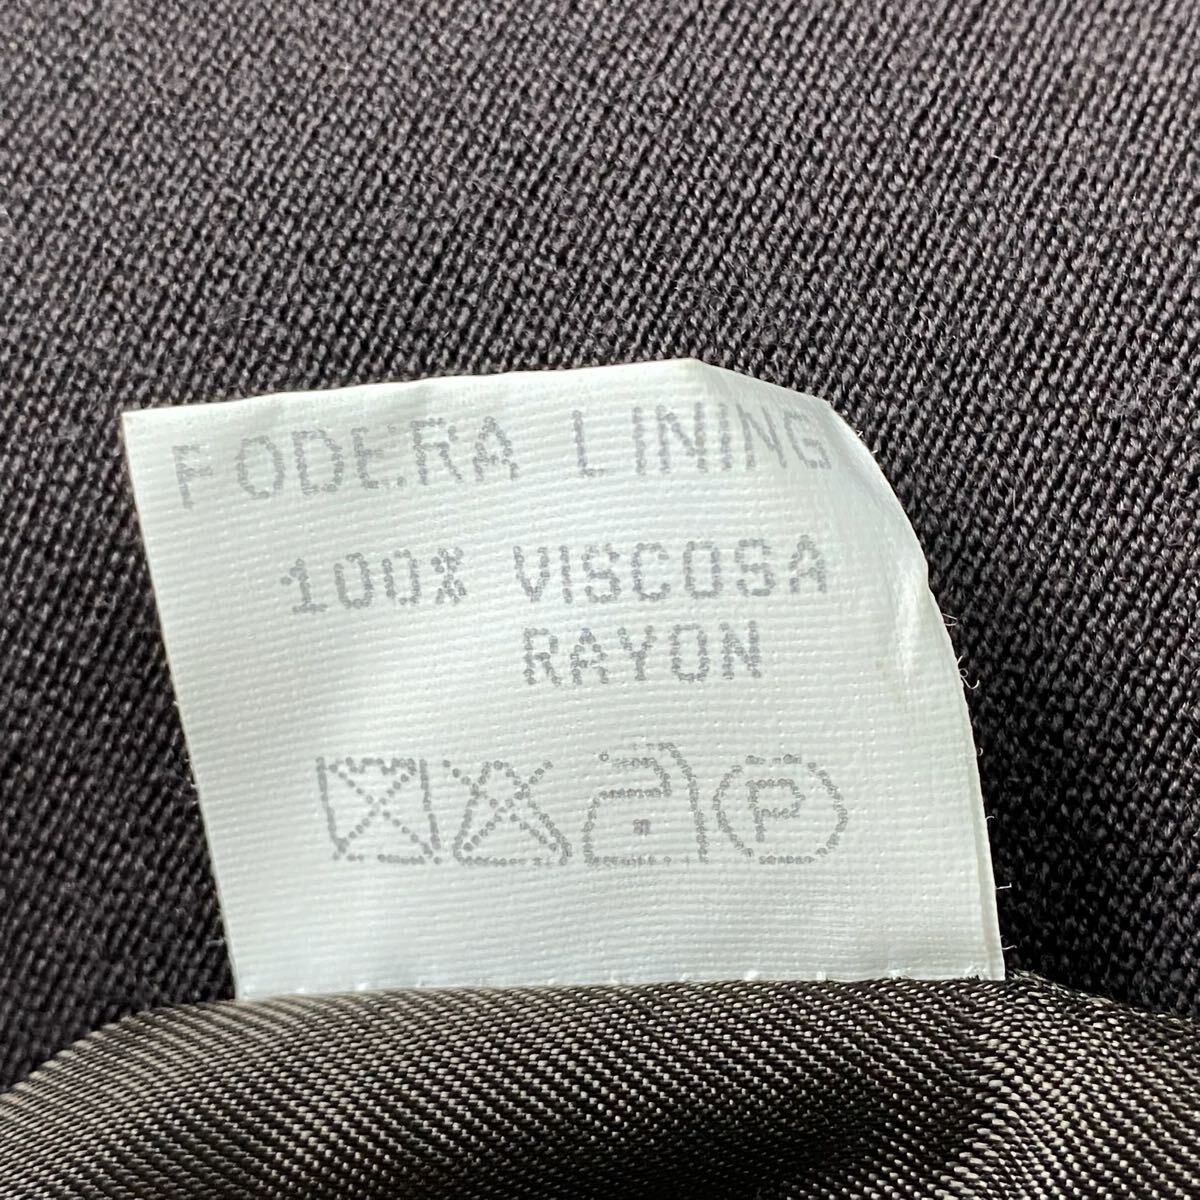 FODERA LINING
100% VISCOSA
RAYON
P